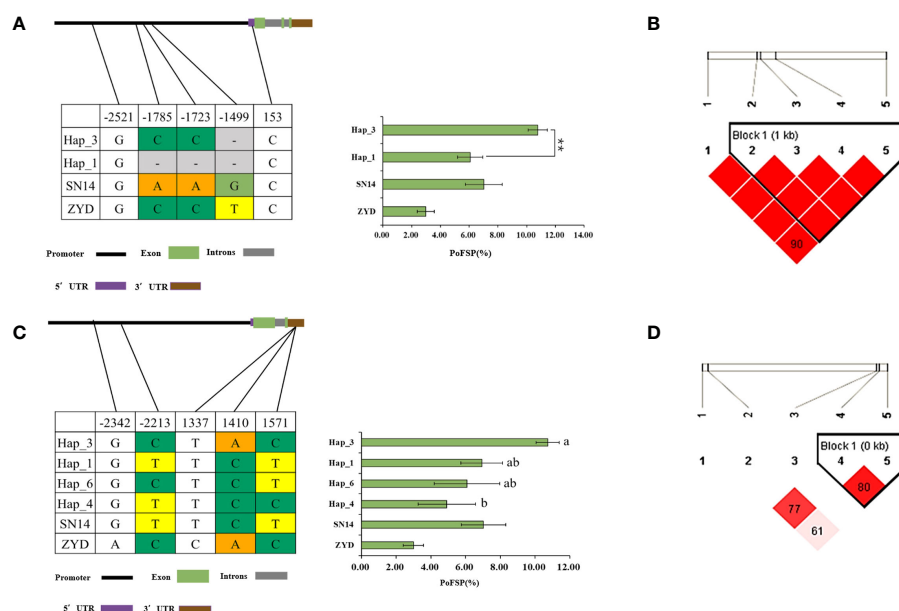 A
-2521 -1785 -1723 -1499 153
Hap_3 G C C - C
Hap_1 G - - - C
SN14 G A A G C
ZYD G C C T C
Promoter Exon Introns
5′ UTR 3′ UTR
Hap_3
Hap_1
SN14
ZYD
**
0.00 2.00 4.00 6.00 8.00 10.00 12.00 14.00
PoFSP(%)
B
1 2 3 4 5
Block 1 (1 kb)
1 2 3 4 5
90
C
-2342 -2213 1337 1410 1571
Hap_3 G C T A C
Hap_1 G T T C T
Hap_6 G C T C T
Hap_4 G T T C C
SN14 G T T C T
ZYD A C C A C
Promoter Exon Introns
5′ UTR 3′ UTR
Hap_3 a
Hap_1 ab
Hap_6 ab
Hap_4 b
SN14
ZYD
0.00 2.00 4.00 6.00 8.00 10.00 12.0
PoFSP(%)
D
1 2 3 4 5
Block 1 (0 kb)
1 2 3 4 5
80
77
61